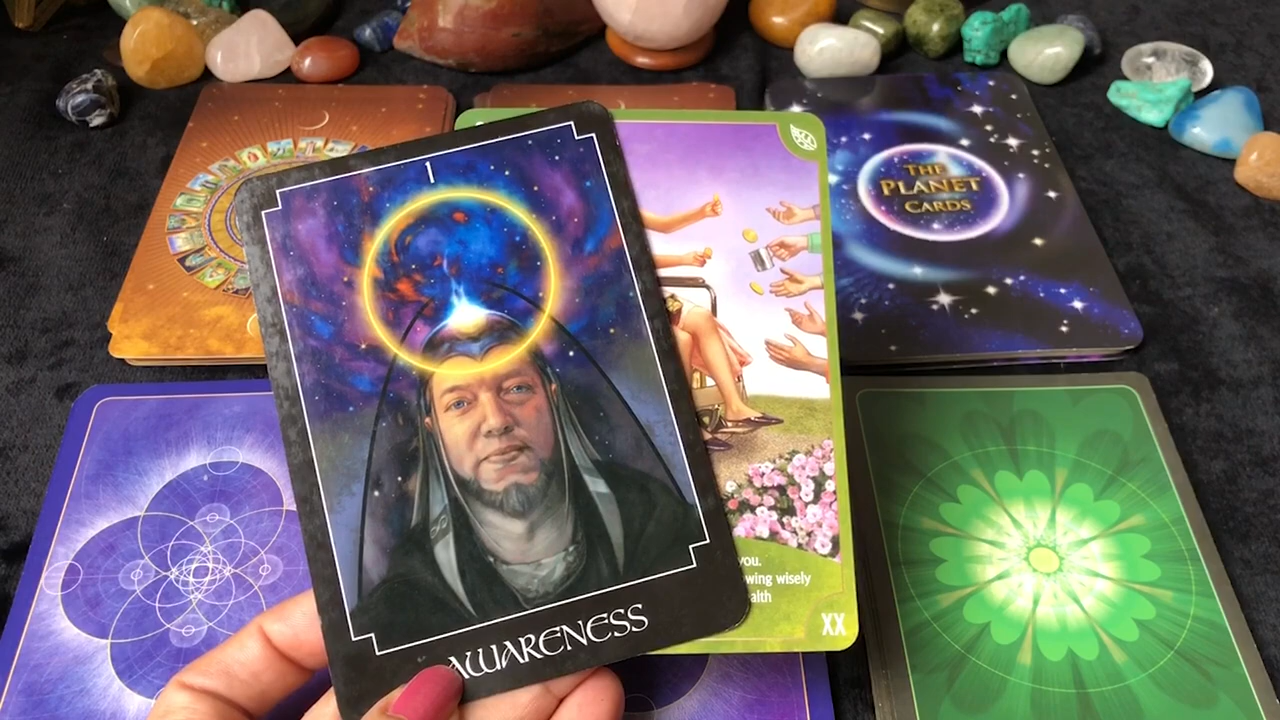 1
AWARENESS
THE
PLANET
CARDS
you.
wing wisely
alth
XX